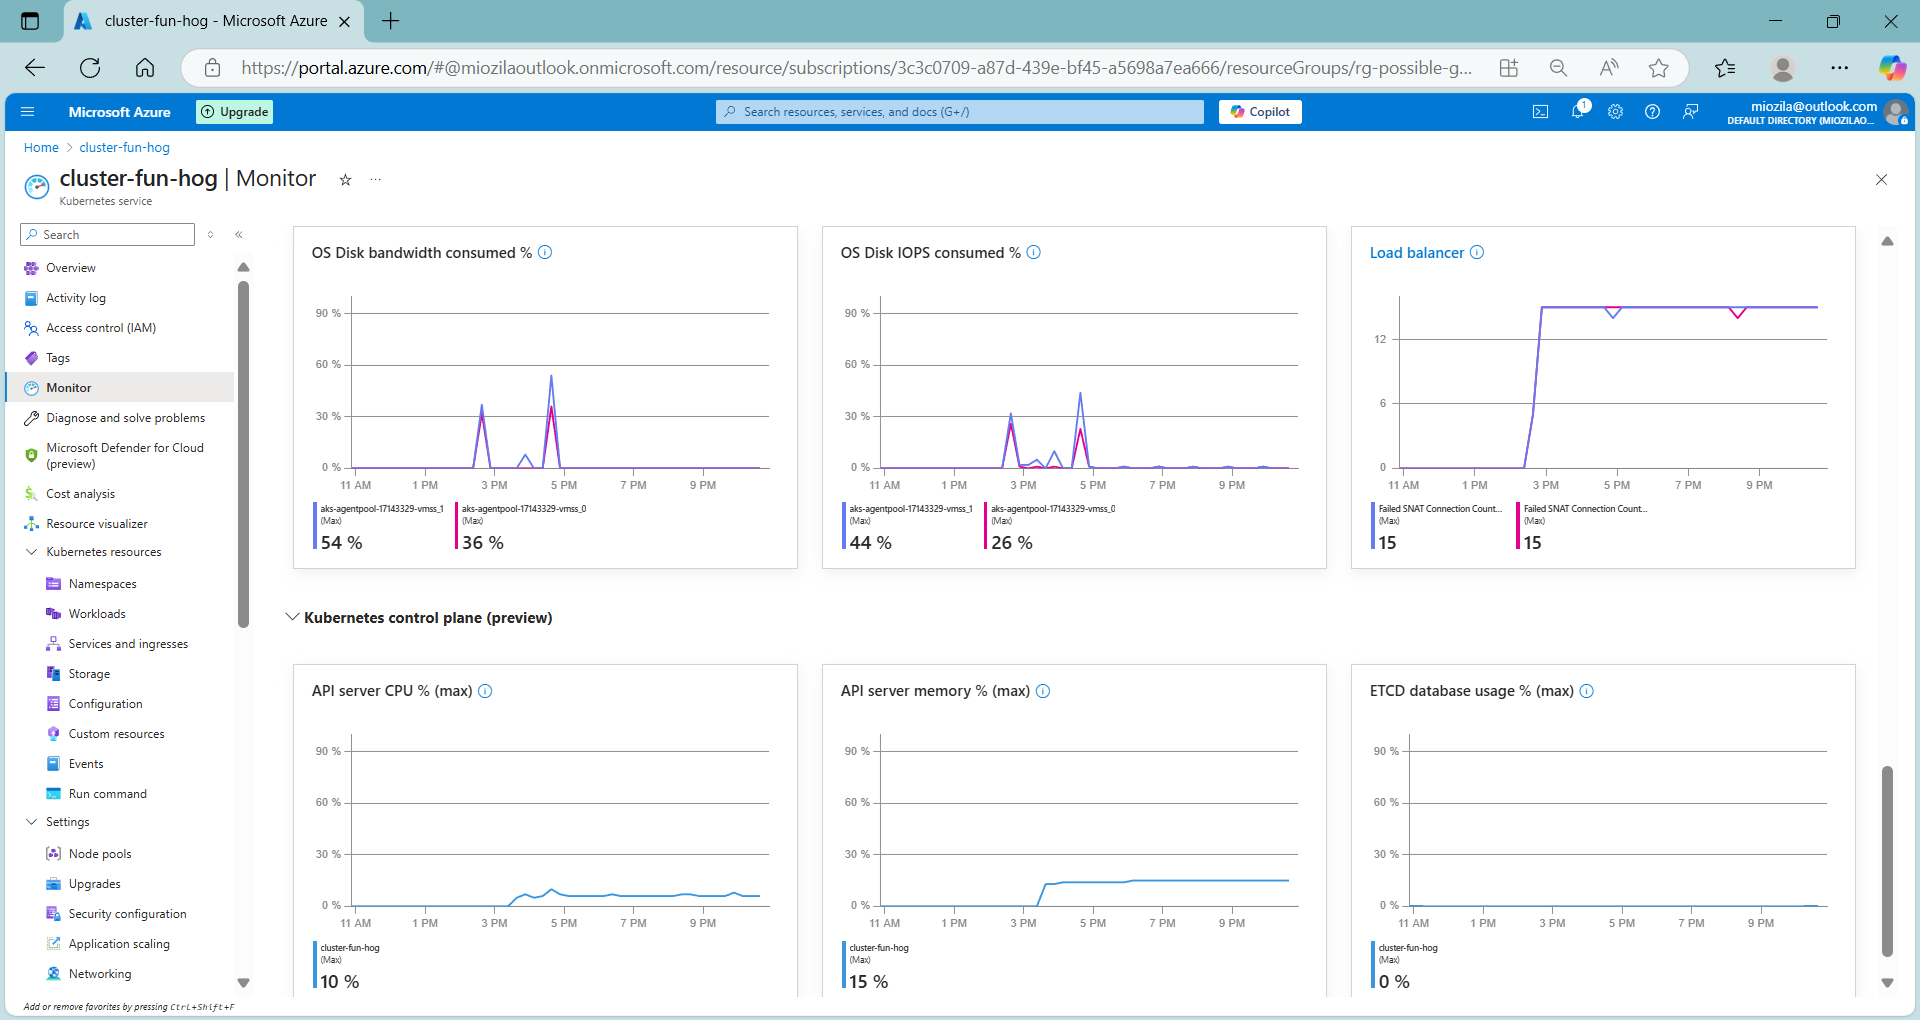 cluster-fun-hog - Microsoft Azure
https://portal.azure.com/#@miozilaoutlook.onmicrosoft.com/resource/subscriptions/3c3c0709-a87d-439e-bf45-a5698a7ea666/resourceGroups/rg-possible-g...
Microsoft Azure
Upgrade
Search resources, services, and docs (G+/)
Copilot
1
miozila@outlook.com
DEFAULT DIRECTORY (MIOZILAO...
Home > cluster-fun-hog
cluster-fun-hog | Monitor
Kubernetes service
Search
Overview
Activity log
Access control (IAM)
Tags
Monitor
Diagnose and solve problems
Microsoft Defender for Cloud
(preview)
Cost analysis
Resource visualizer
Kubernetes resources
Namespaces
Workloads
Services and ingresses
Storage
Configuration
Custom resources
Events
Run command
Settings
Node pools
Upgrades
Security configuration
Application scaling
Networking
Add or remove favorites by pressing Ctrl+Shift+F
OS Disk bandwidth consumed %
90 %
60 %
30 %
0 %
11 AM 1 PM 3 PM 5 PM 7 PM 9 PM
aks-agentpool-17143329-vmss_1 aks-agentpool-17143329-vmss_0
(Max) (Max)
54 % 36 %
OS Disk IOPS consumed %
90 %
60 %
30 %
0 %
11 AM 1 PM 3 PM 5 PM 7 PM 9 PM
aks-agentpool-17143329-vmss_1 aks-agentpool-17143329-vmss_0
(Max) (Max)
44 % 26 %
Load balancer
12
6
0
11 AM 1 PM 3 PM 5 PM 7 PM 9 PM
Failed SNAT Connection Count... Failed SNAT Connection Count...
(Max) (Max)
15 15
Kubernetes control plane (preview)
API server CPU % (max)
90 %
60 %
30 %
0 %
11 AM 1 PM 3 PM 5 PM 7 PM 9 PM
cluster-fun-hog
(Max)
10 %
API server memory % (max)
90 %
60 %
30 %
0 %
11 AM 1 PM 3 PM 5 PM 7 PM 9 PM
cluster-fun-hog
(Max)
15 %
ETCD database usage % (max)
90 %
60 %
30 %
0 %
11 AM 1 PM 3 PM 5 PM 7 PM 9 PM
cluster-fun-hog
(Max)
0 %